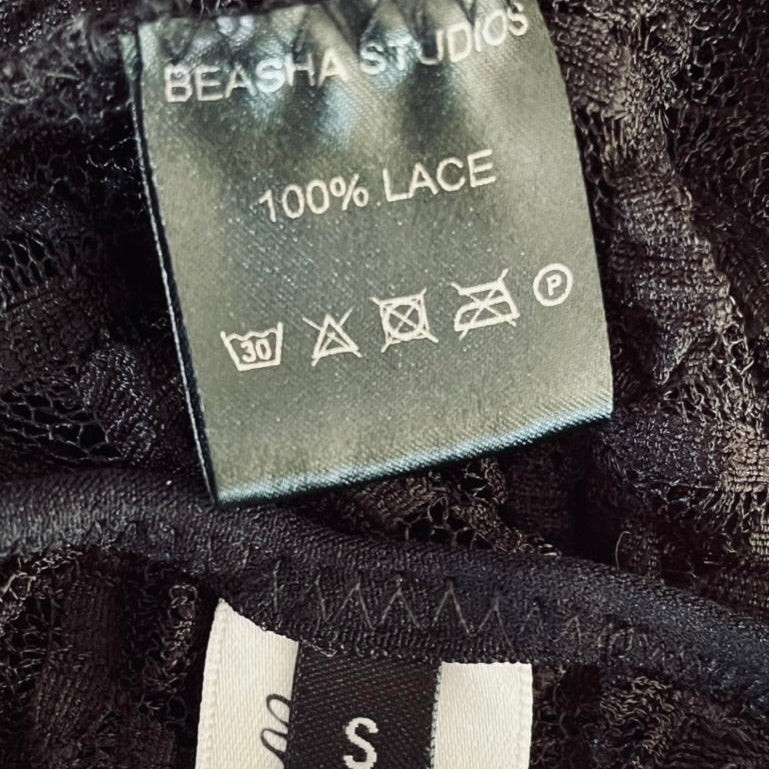 BEASHA STUDIOS
100% LACE
30 P
S